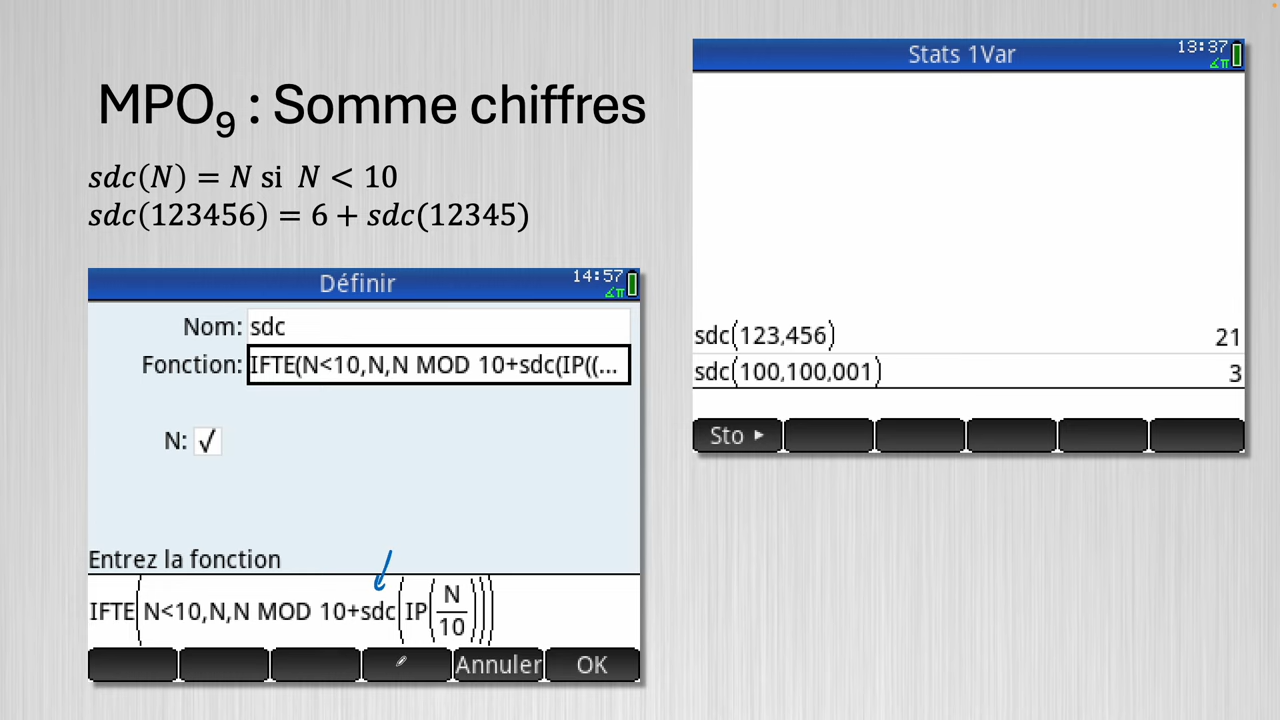 MPO₉ : Somme chiffres
sdc(N) = N si N < 10
sdc(123456) = 6 + sdc(12345)
Définir
14:57
∡π
Nom: sdc
Fonction: IFTE(N<10,N,N MOD 10+sdc(IP((...
N: √
Entrez la fonction
IFTE(N<10,N,N MOD 10+sdc(IP(N/10)))
Annuler
OK
Stats 1Var
13:37
∡π
sdc(123,456)
21
sdc(100,100,001)
3
Sto ▶